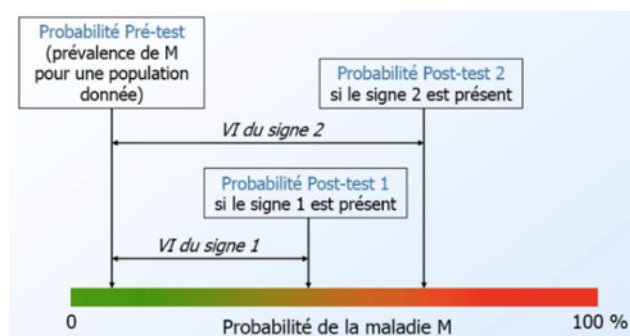 Probabilité Pré-test
(prévalence de M
pour une population
donnée)
Probabilité Post-test 2
si le signe 2 est présent
VI du signe 2
Probabilité Post-test 1
si le signe 1 est présent
VI du signe 1
0
Probabilité de la maladie M
100 %